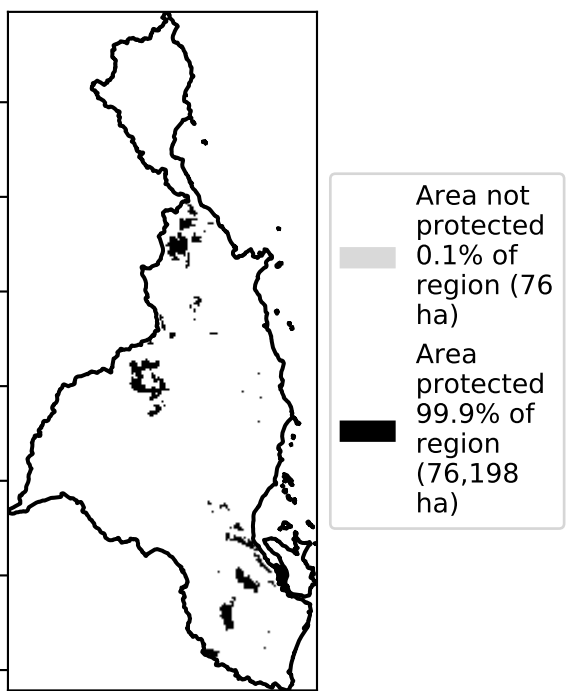 Area not
protected
0.1% of
region (76
ha)
Area
protected
99.9% of
region
(76,198
ha)